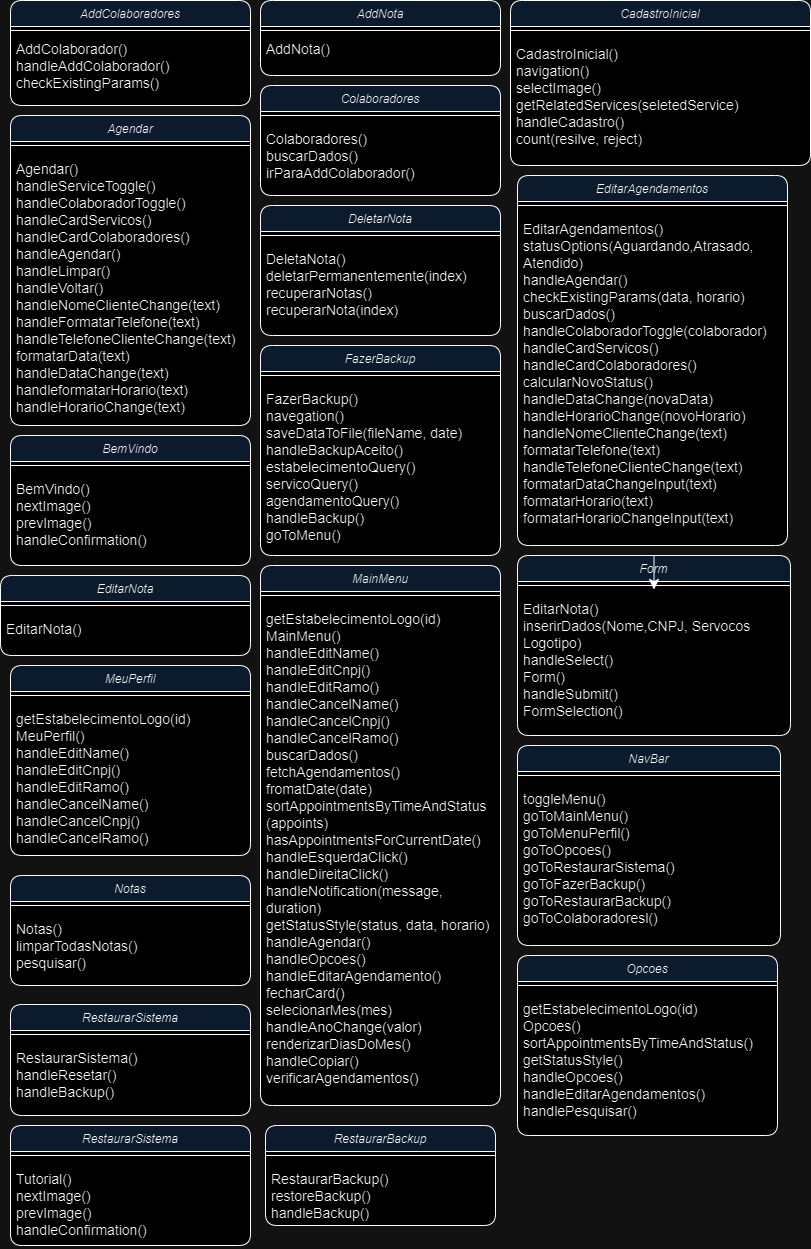 AddColaboradores
AddColaborador()
handleAddColaborador()
checkExistingParams()
Agendar
Agendar()
handleServiceToggle()
handleColaboradorToggle()
handleCardServicos()
handleCardColaboradores()
handleAgendar()
handleLimpar()
handleVoltar()
handleNomeClienteChange(text)
handleFormatarTelefone(text)
handleTelefoneClienteChange(text)
formatarData(text)
handleDataChange(text)
handleformatarHorario(text)
handleHorarioChange(text)
BemVindo
BemVindo()
nextImage()
prevImage()
handleConfirmation()
EditarNota
EditarNota()
MeuPerfil
getEstabelecimentoLogo(id)
MeuPerfil()
handleEditName()
handleEditCnpj()
handleEditRamo()
handleCancelName()
handleCancelCnpj()
handleCancelRamo()
Notas
Notas()
limparTodasNotas()
pesquisar()
RestaurarSistema
RestaurarSistema()
handleResetar()
handleBackup()
RestaurarSistema
Tutorial()
nextImage()
prevImage()
handleConfirmation()
AddNota
AddNota()
Colaboradores
Colaboradores()
buscarDados()
irParaAddColaborador()
DeletarNota
DeletaNota()
deletarPermanentemente(index)
recuperarNotas()
recuperarNota(index)
FazerBackup
FazerBackup()
navegation()
saveDataToFile(fileName, date)
handleBackupAceito()
estabelecimentoQuery()
servicoQuery()
agendamentoQuery()
handleBackup()
goToMenu()
MainMenu
getEstabelecimentoLogo(id)
MainMenu()
handleEditName()
handleEditCnpj()
handleEditRamo()
handleCancelName()
handleCancelCnpj()
handleCancelRamo()
buscarDados()
fetchAgendamentos()
fromatDate(date)
sortAppointmentsByTimeAndStatus
(appoints)
hasAppointmentsForCurrentDate()
handleEsquerdaClick()
handleDireitaClick()
handleNotification(message,
duration)
getStatusStyle(status, data, horario)
handleAgendar()
handleOpcoes()
handleEditarAgendamento()
fecharCard()
selecionarMes(mes)
handleAnoChange(valor)
renderizarDiasDoMes()
handleCopiar()
verificarAgendamentos()
RestaurarBackup
RestaurarBackup()
restoreBackup()
handleBackup()
CadastroInicial
CadastroInicial()
navigation()
selectImage()
getRelatedServices(seletedService)
handleCadastro()
count(resilve, reject)
EditarAgendamentos
EditarAgendamentos()
statusOptions(Aguardando,Atrasado,
Atendido)
handleAgendar()
checkExistingParams(data, horario)
buscarDados()
handleColaboradorToggle(colaborador)
handleCardServicos()
handleCardColaboradores()
calcularNovoStatus()
handleDataChange(novaData)
handleHorarioChange(novoHorario)
handleNomeClienteChange(text)
formatarTelefone(text)
handleTelefoneClienteChange(text)
formatarDataChangeInput(text)
formatarHorario(text)
formatarHorarioChangeInput(text)
Form
EditarNota()
inserirDados(Nome,CNPJ, Servocos
Logotipo)
handleSelect()
Form()
handleSubmit()
FormSelection()
NavBar
toggleMenu()
goToMainMenu()
goToMenuPerfil()
goToOpcoes()
goToRestaurarSistema()
goToFazerBackup()
goToRestaurarBackup()
goToColaboresI()
Opcoes
getEstabelecimentoLogo(id)
Opcoes()
sortAppointmentsByTimeAndStatus()
getStatusStyle()
handleOpcoes()
handleEditarAgendamentos()
handlePesquisar()